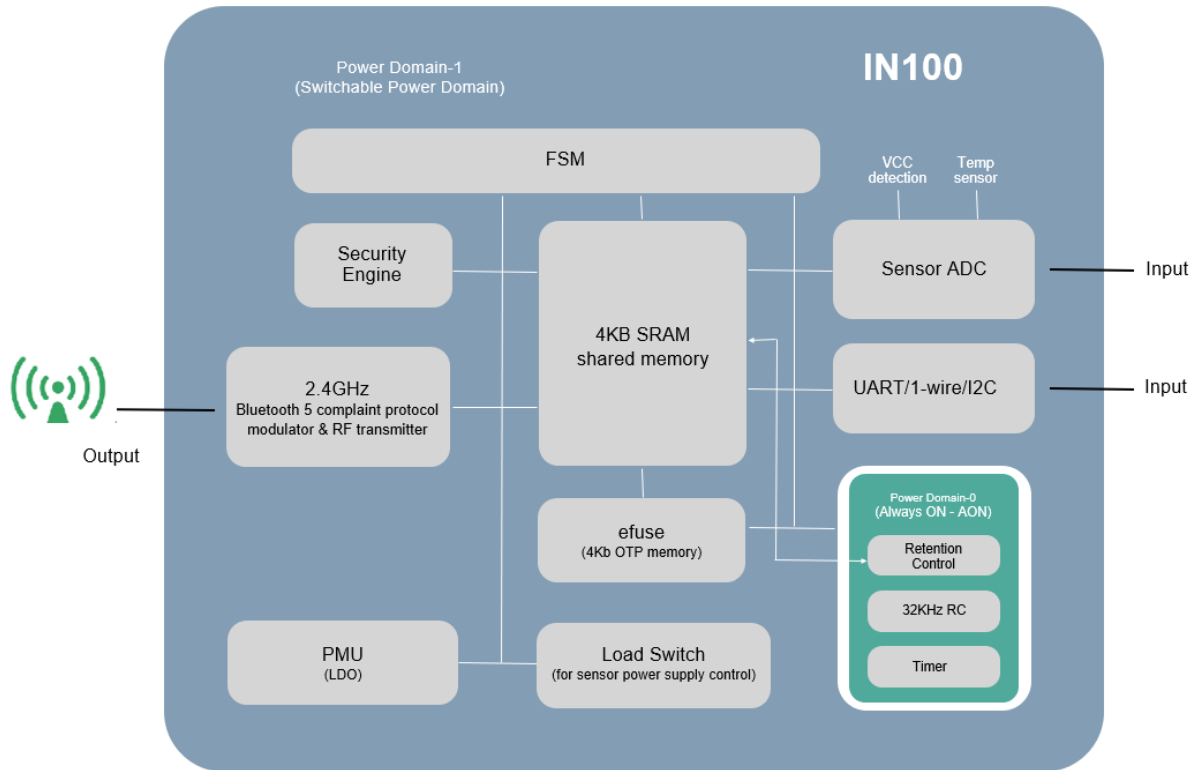 Power Domain-1
(Switchable Power Domain)
IN100
FSM
VCC
detection
Temp
sensor
Security
Engine
4KB SRAM
shared memory
Sensor ADC
Input
2.4GHz
Bluetooth 5 complaint protocol
modulator & RF transmitter
UART/1-wire/I2C
Input
Output
efuse
(4Kb OTP memory)
Power Domain-0
(Always ON - AON)
Retention
Control
32KHz RC
Timer
PMU
(LDO)
Load Switch
(for sensor power supply control)